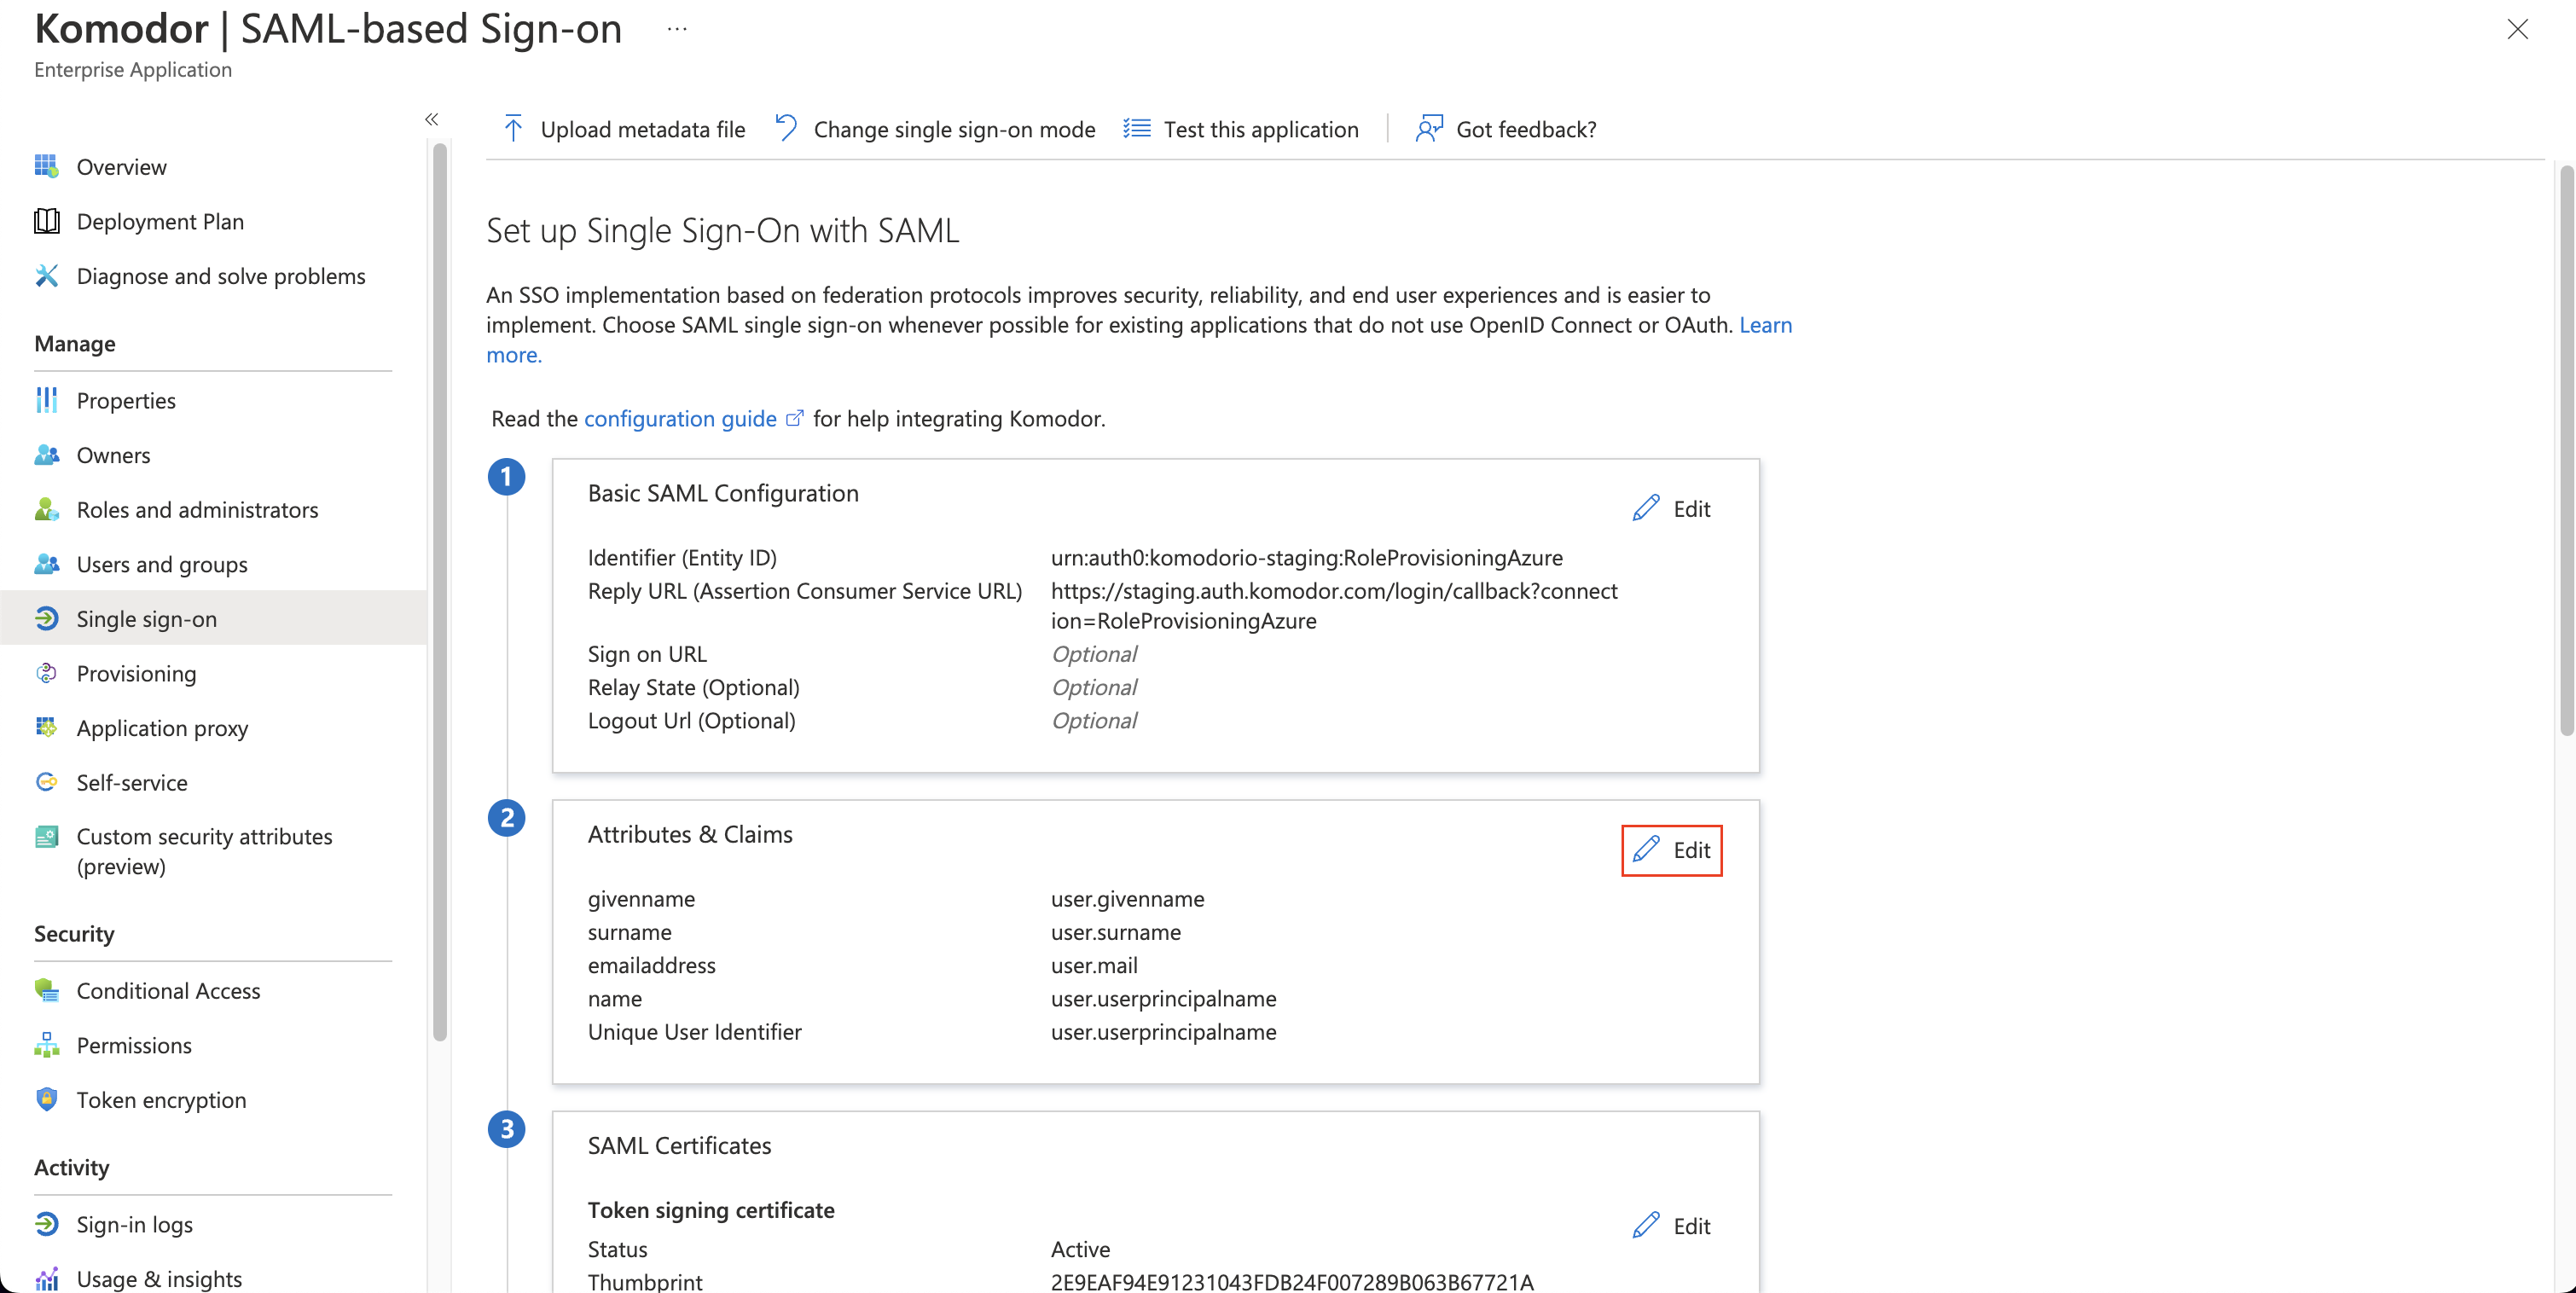 Komodor | SAML-based Sign-on ...
Enterprise Application
Overview
Deployment Plan
Diagnose and solve problems
Manage
Properties
Owners
Roles and administrators
Users and groups
Single sign-on
Provisioning
Application proxy
Self-service
Custom security attributes
(preview)
Security
Conditional Access
Permissions
Token encryption
Activity
Sign-in logs
Usage & insights
Upload metadata file Change single sign-on mode Test this application Got feedback?
Set up Single Sign-On with SAML
An SSO implementation based on federation protocols improves security, reliability, and end user experiences and is easier to
implement. Choose SAML single sign-on whenever possible for existing applications that do not use OpenID Connect or OAuth. Learn
more.
Read the configuration guide for help integrating Komodor.
1
Basic SAML Configuration
Edit
Identifier (Entity ID) urn:auth0:komodorio-staging:RoleProvisioningAzure
Reply URL (Assertion Consumer Service URL) https://staging.auth.komodor.com/login/callback?connect
ion=RoleProvisioningAzure
Sign on URL Optional
Relay State (Optional) Optional
Logout Url (Optional) Optional
2
Attributes & Claims
Edit
givenname user.givenname
surname user.surname
emailaddress user.mail
name user.userprincipalname
Unique User Identifier user.userprincipalname
3
SAML Certificates
Token signing certificate
Edit
Status Active
Thumbprint 2E9EAF94E91231043FDB24F007289B063B67721A